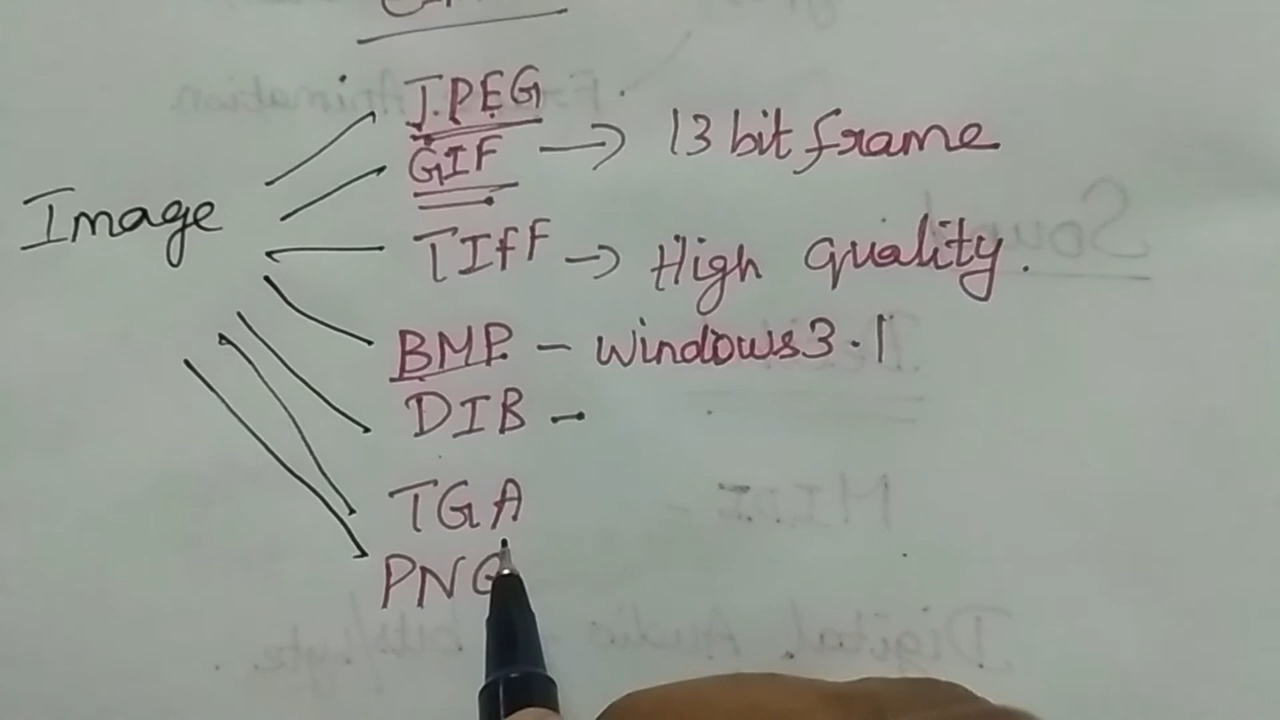 JPEG
GIF → 13 bit frame
Image
TIFF → High Quality.
BMP - Windows 3.1
DIB -
TGA
PNG